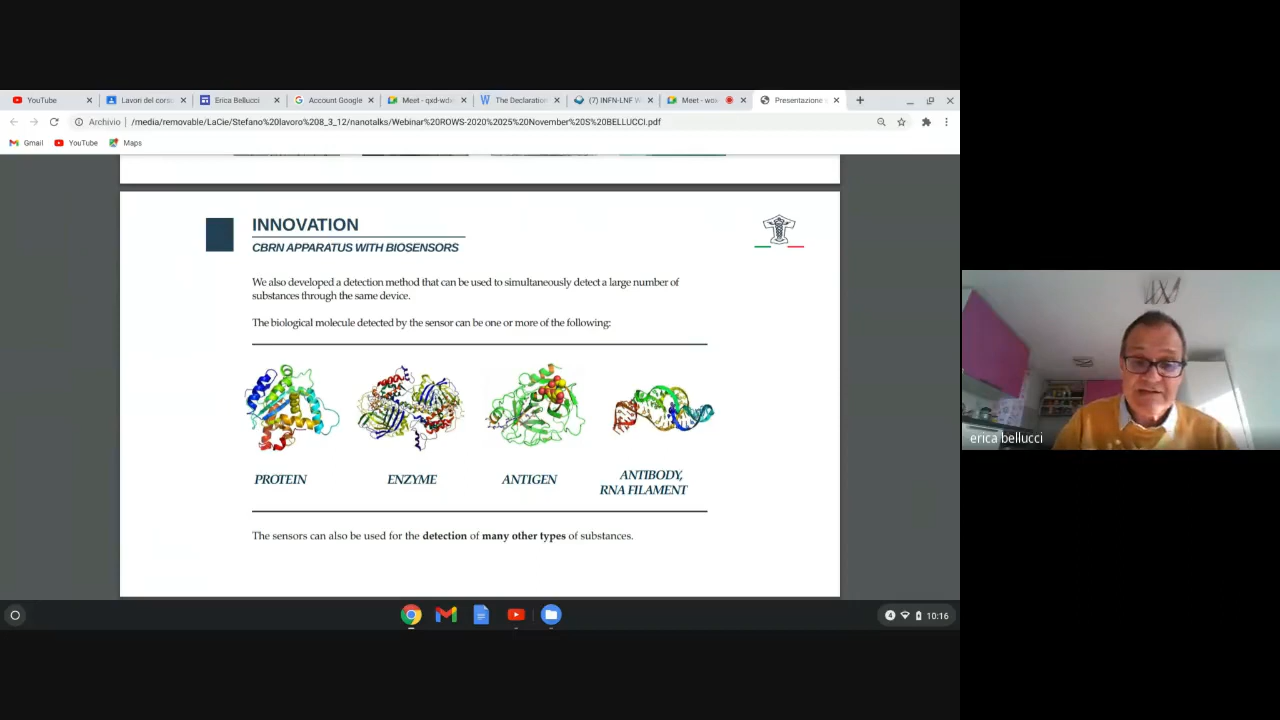 YouTube
Lavori del corso
Erica Bellucci
Account Google
Meet - qxd-wdx
The Declaration
(7) INFN-LNF W
Meet - wox
Presentazione
Archivio
/media/removable/LaCie/Stefano%20lavoro%208_3_12/nanotalks/Webinar%20ROWS-2020%2025%20November%20S%20BELLUCCI.pdf
Gmail
YouTube
Maps
INNOVATION
CBRN APPARATUS WITH BIOSENSORS
We also developed a detection method that can be used to simultaneously detect a large number of
substances through the same device.
The biological molecule detected by the sensor can be one or more of the following:
PROTEIN
ENZYME
ANTIGEN
ANTIBODY,
RNA FILAMENT
The sensors can also be used for the detection of many other types of substances.
erica bellucci
4
10:16